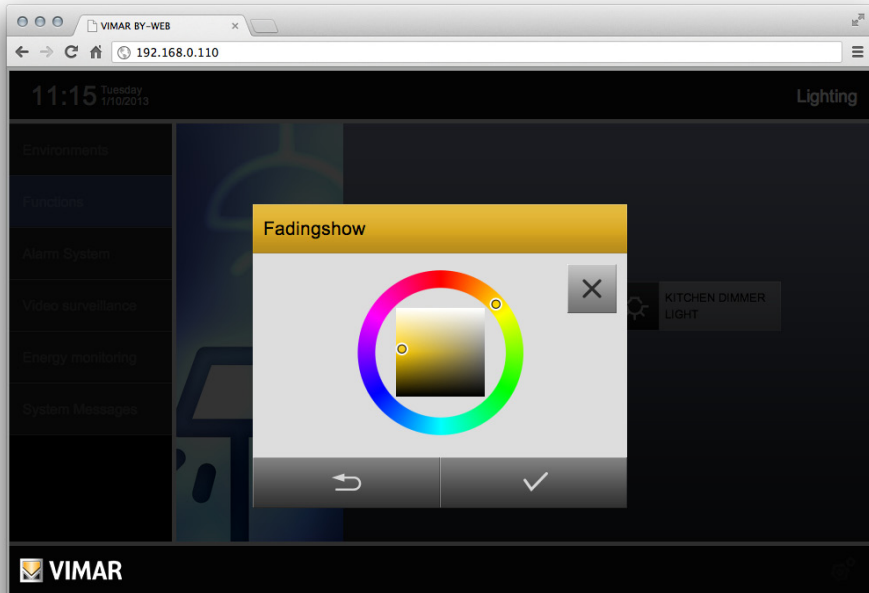 VIMAR BY-WEB
192.168.0.110
11:15 Tuesday
1/10/2013
Lighting
Environments
Functions
Alarm System
Video surveillance
Energy monitoring
System Messages
Fadingshow
KITCHEN DIMMER
LIGHT
VIMAR